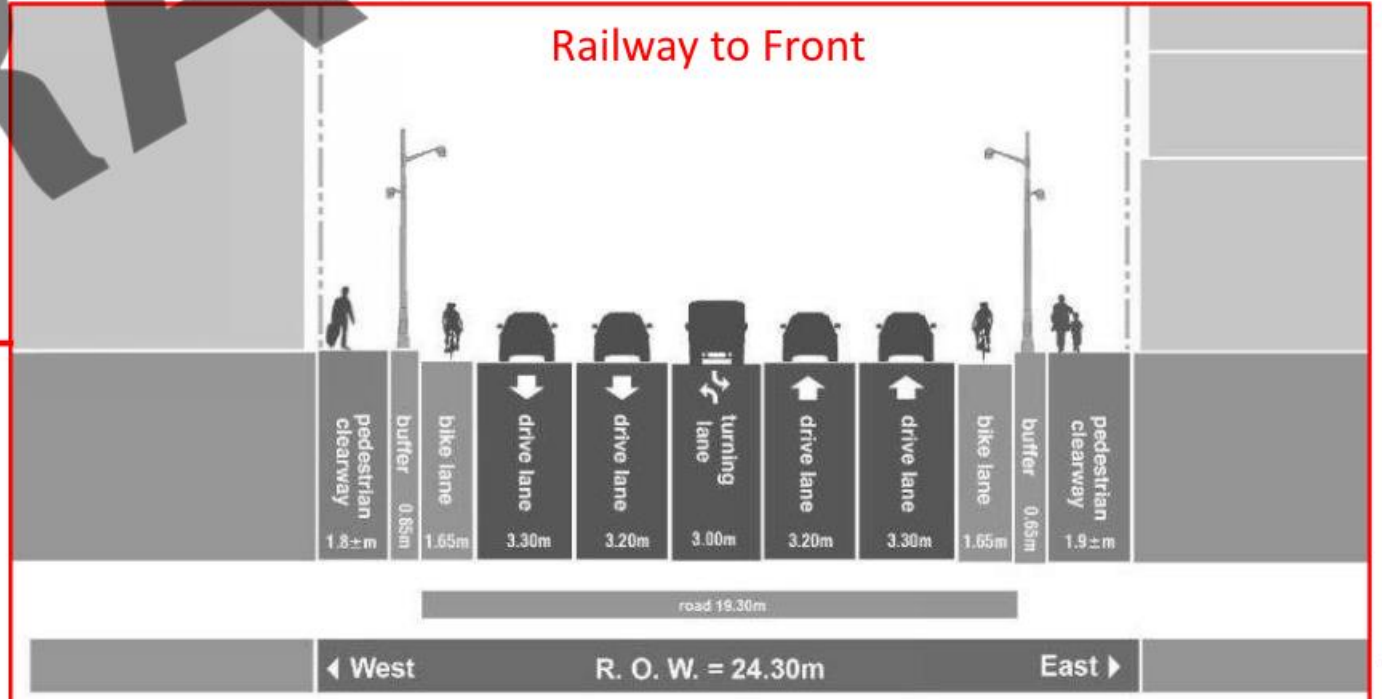 Railway to Front
pedestrian
clearway
1.8±m
buffer
0.65m
bike lane
1.65m
drive lane
3.30m
drive lane
3.20m
turning
lane
3.00m
drive lane
3.20m
drive lane
3.30m
bike lane
1.65m
buffer
0.65m
pedestrian
clearway
1.9±m
road 19.30m
West
R. O. W. = 24.30m
East